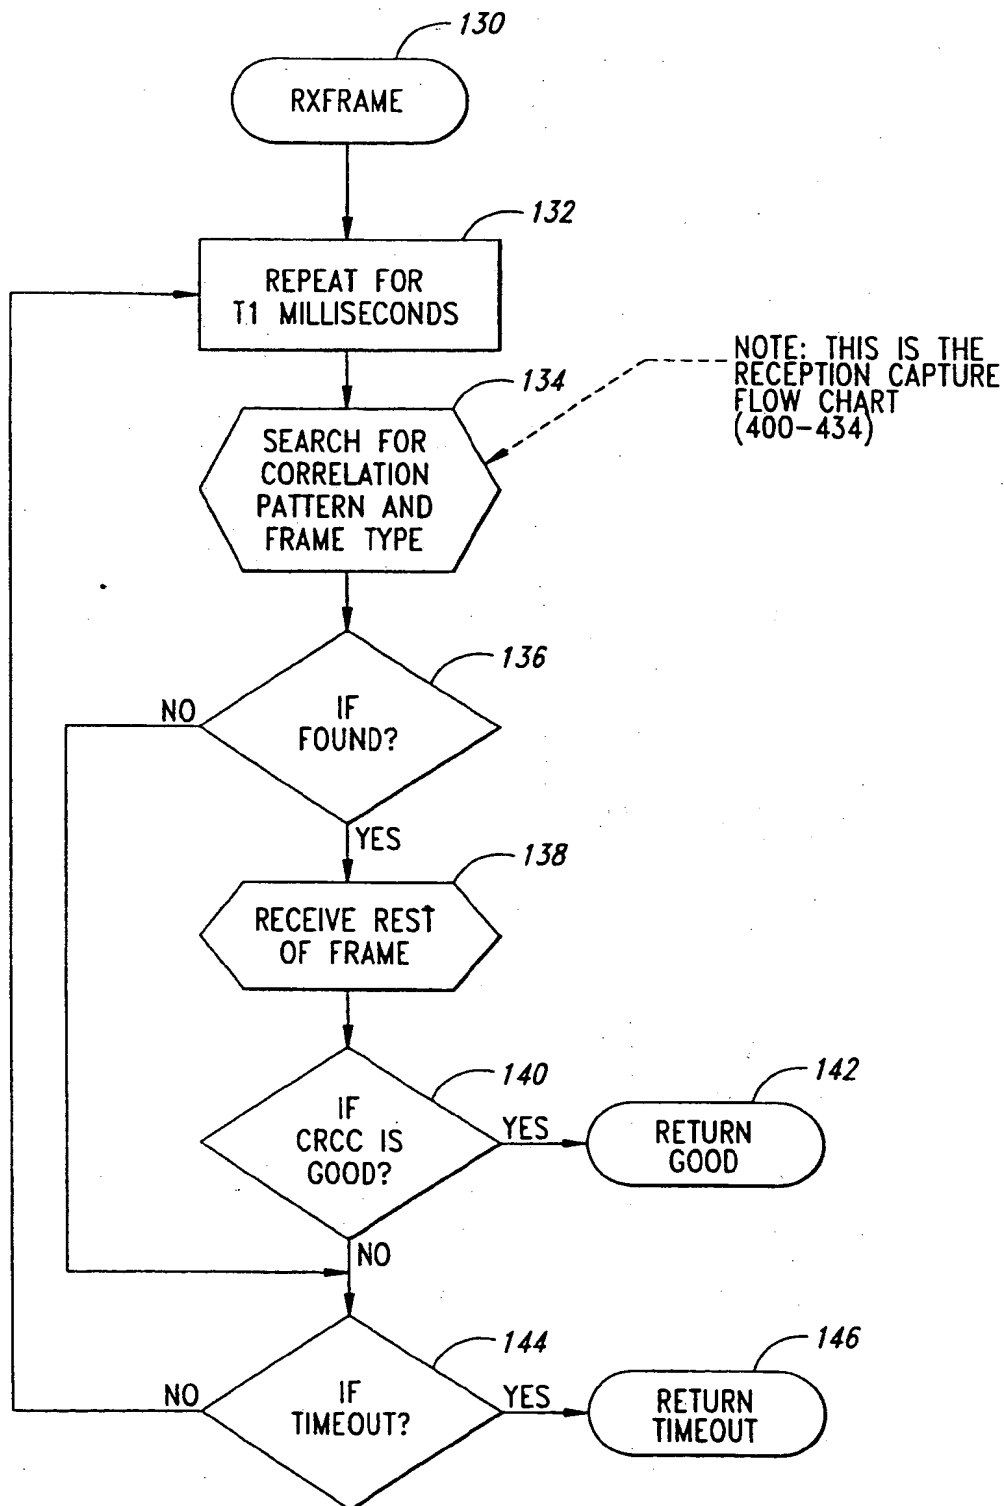 130
RXFRAME
132
REPEAT FOR
T1 MILLISECONDS
134
SEARCH FOR
CORRELATION
PATTERN AND
FRAME TYPE
NOTE: THIS IS THE
RECEPTION CAPTURE
FLOW CHART
(400-434)
136
IF
FOUND?
NO
YES
138
RECEIVE REST
OF FRAME
140
IF
CRCC IS
GOOD?
YES
142
RETURN
GOOD
NO
144
IF
TIMEOUT?
NO
YES
146
RETURN
TIMEOUT